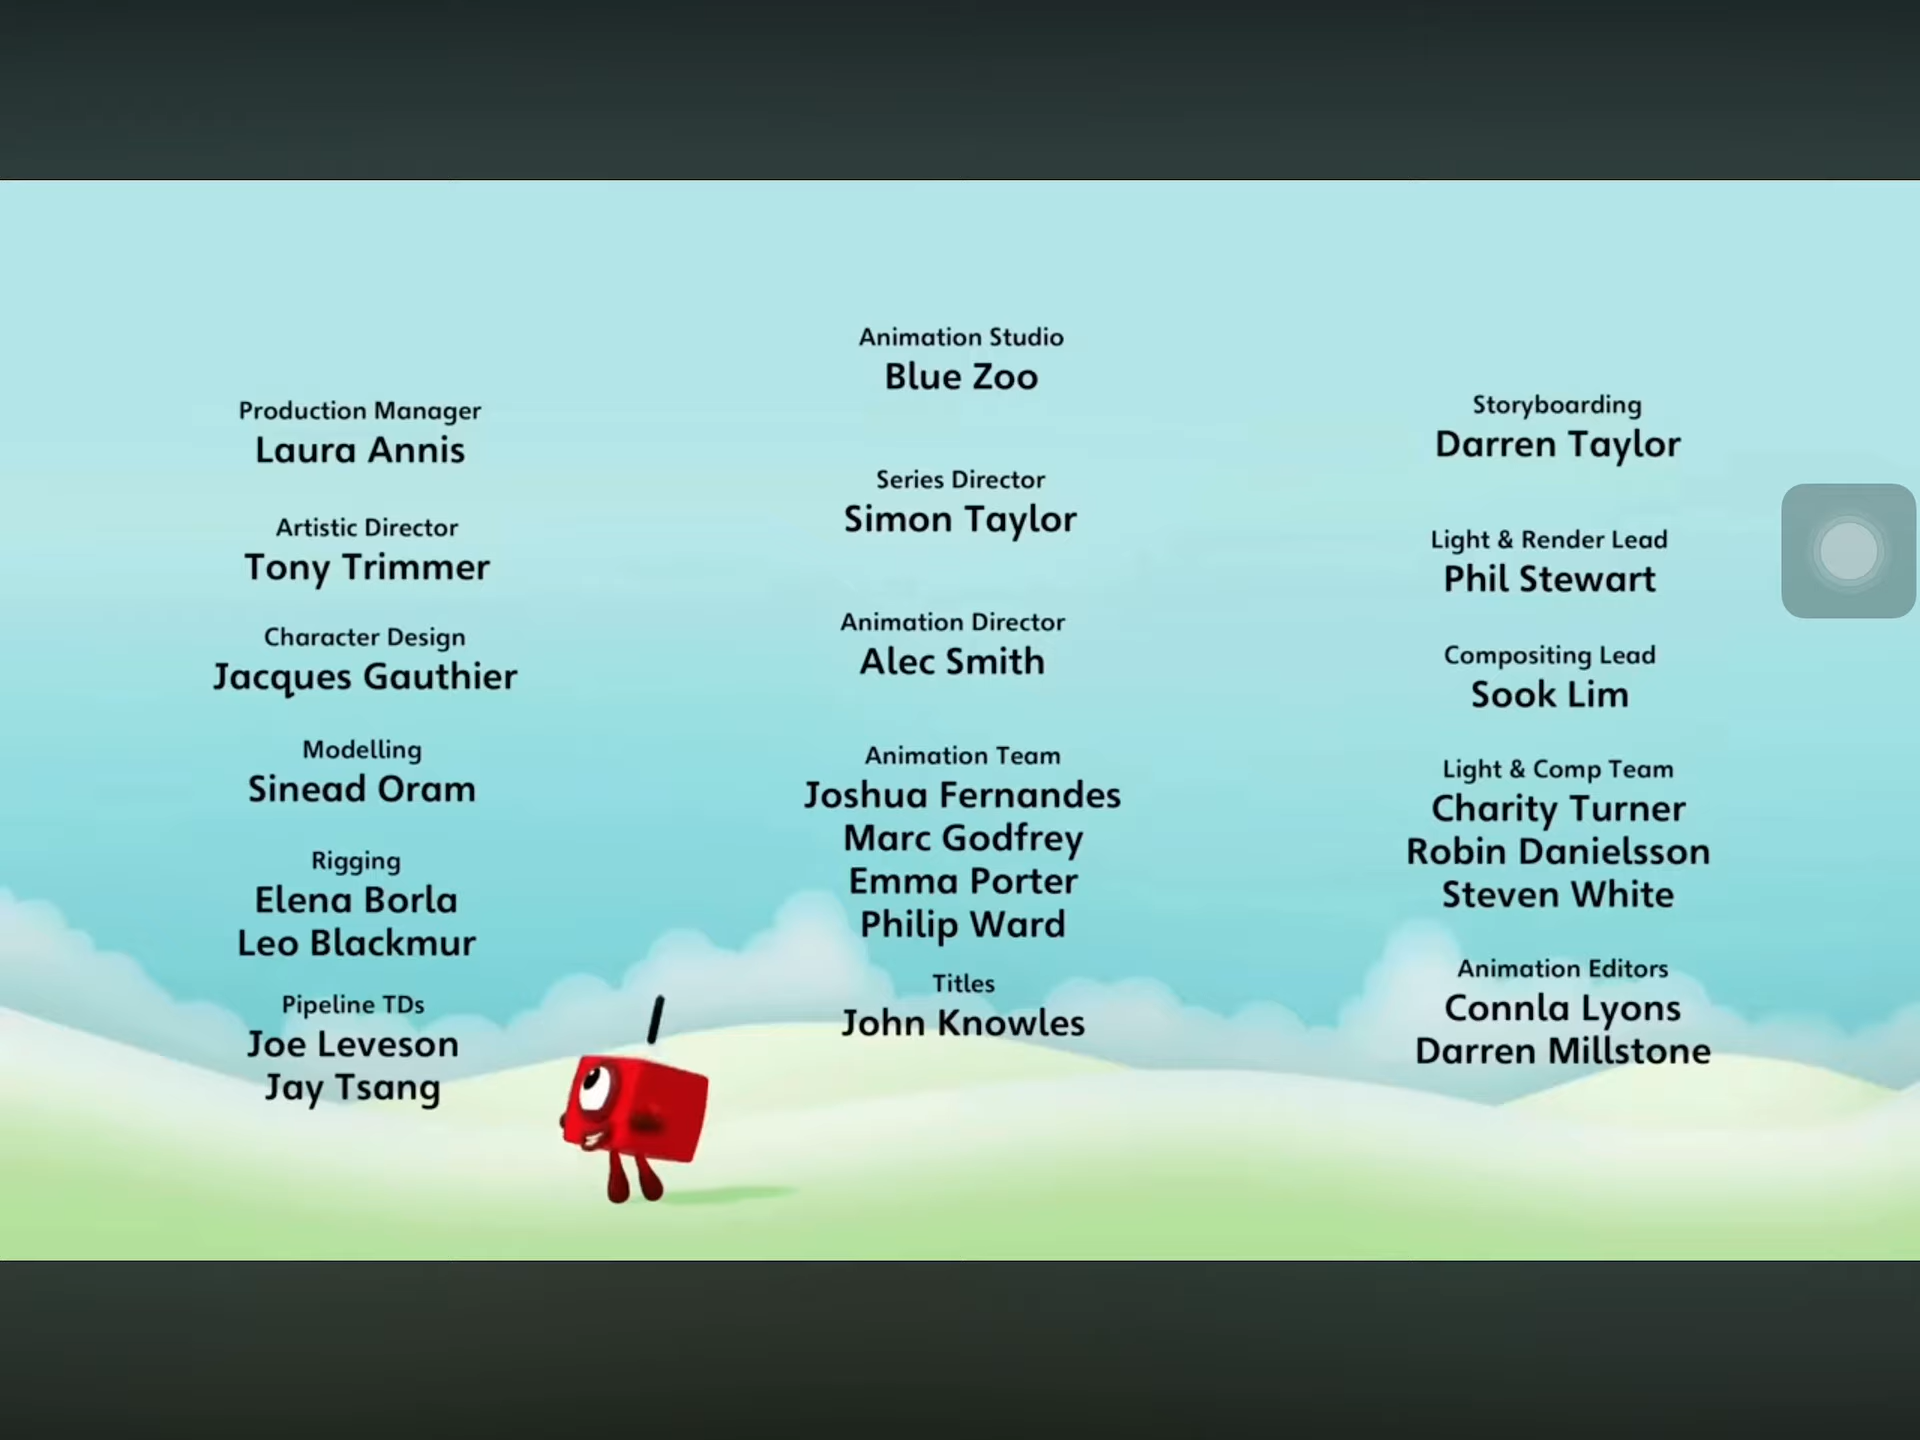 Production Manager
Laura Annis
Artistic Director
Tony Trimmer
Character Design
Jacques Gauthier
Modelling
Sinead Oram
Rigging
Elena Borla
Leo Blackmur
Pipeline TDs
Joe Leveson
Jay Tsang
Animation Studio
Blue Zoo
Series Director
Simon Taylor
Animation Director
Alec Smith
Animation Team
Joshua Fernandes
Marc Godfrey
Emma Porter
Philip Ward
Titles
John Knowles
Storyboarding
Darren Taylor
Light & Render Lead
Phil Stewart
Compositing Lead
Sook Lim
Light & Comp Team
Charity Turner
Robin Danielsson
Steven White
Animation Editors
Connla Lyons
Darren Millstone